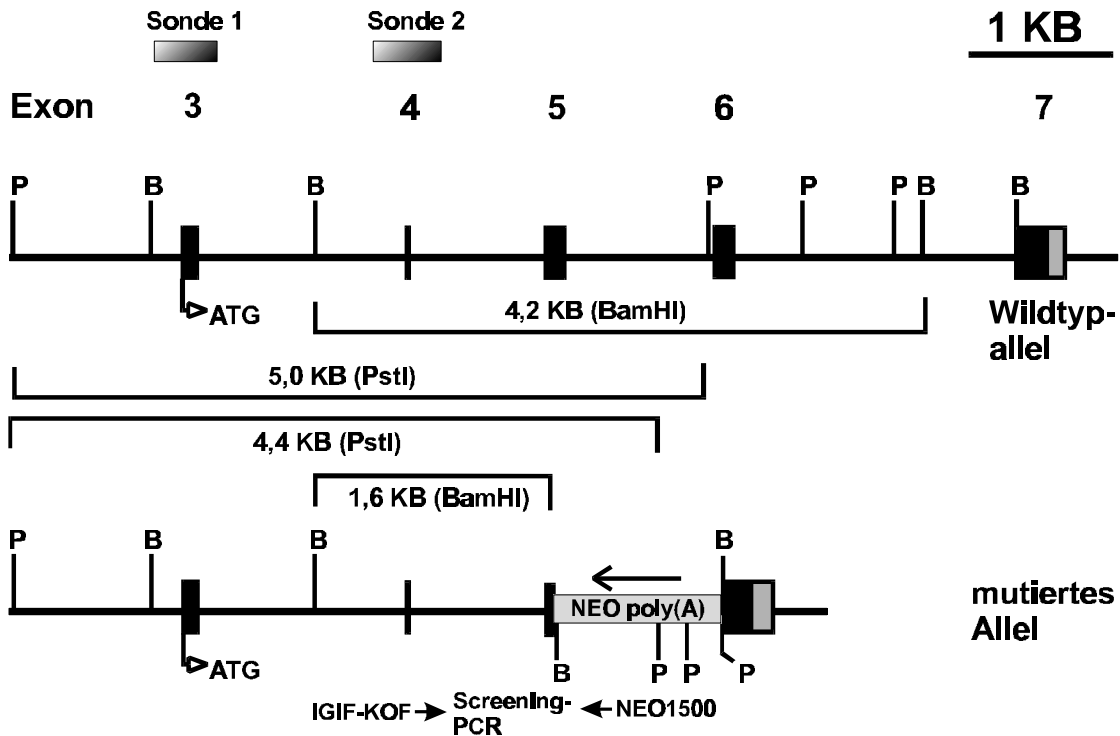 Sonde 1 Sonde 2 1 KB
Exon 3 4 5 6 7
P B B P P P B B
ATG
4,2 KB (BamHI)
Wildtyp-
allel
5,0 KB (PstI)
4,4 KB (PstI)
1,6 KB (BamHI)
P B B B
NEO poly(A)
mutiertes
Allel
ATG
B P P P
IGIF-KOF Screening-
PCR NEO1500